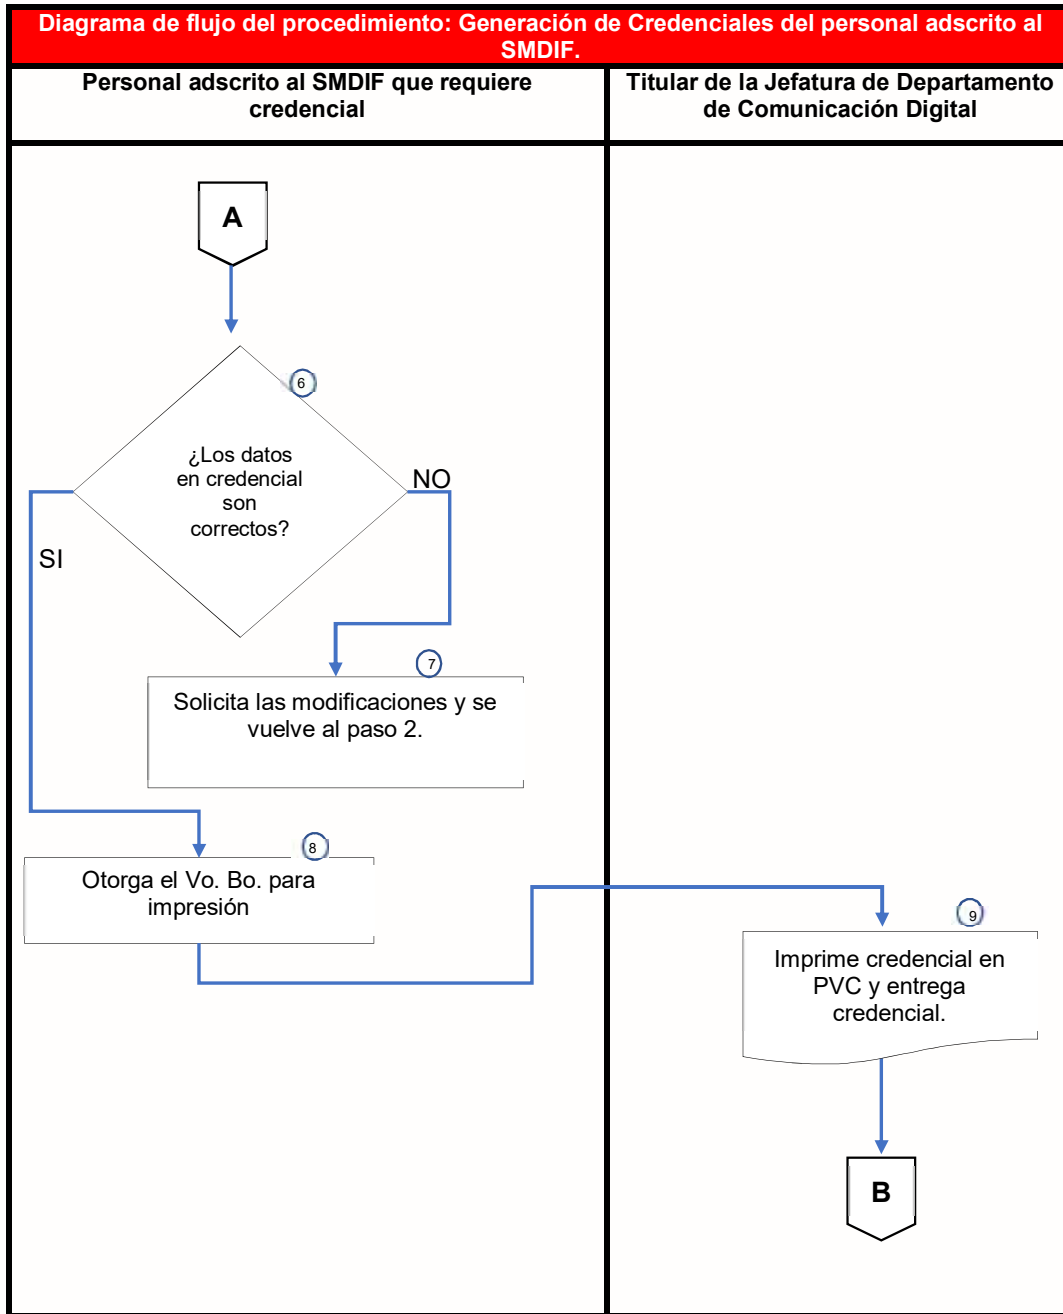 Diagrama de flujo del procedimiento: Generación de Credenciales del personal adscrito al
SMDIF.
Personal adscrito al SMDIF que requiere
credencial
Titular de la Jefatura de Departamento
de Comunicación Digital
A
6
¿Los datos
en credencial
son
correctos?
NO
SI
7
Solicita las modificaciones y se
vuelve al paso 2.
8
Otorga el Vo. Bo. para
impresión
9
Imprime credencial en
PVC y entrega
credencial.
B